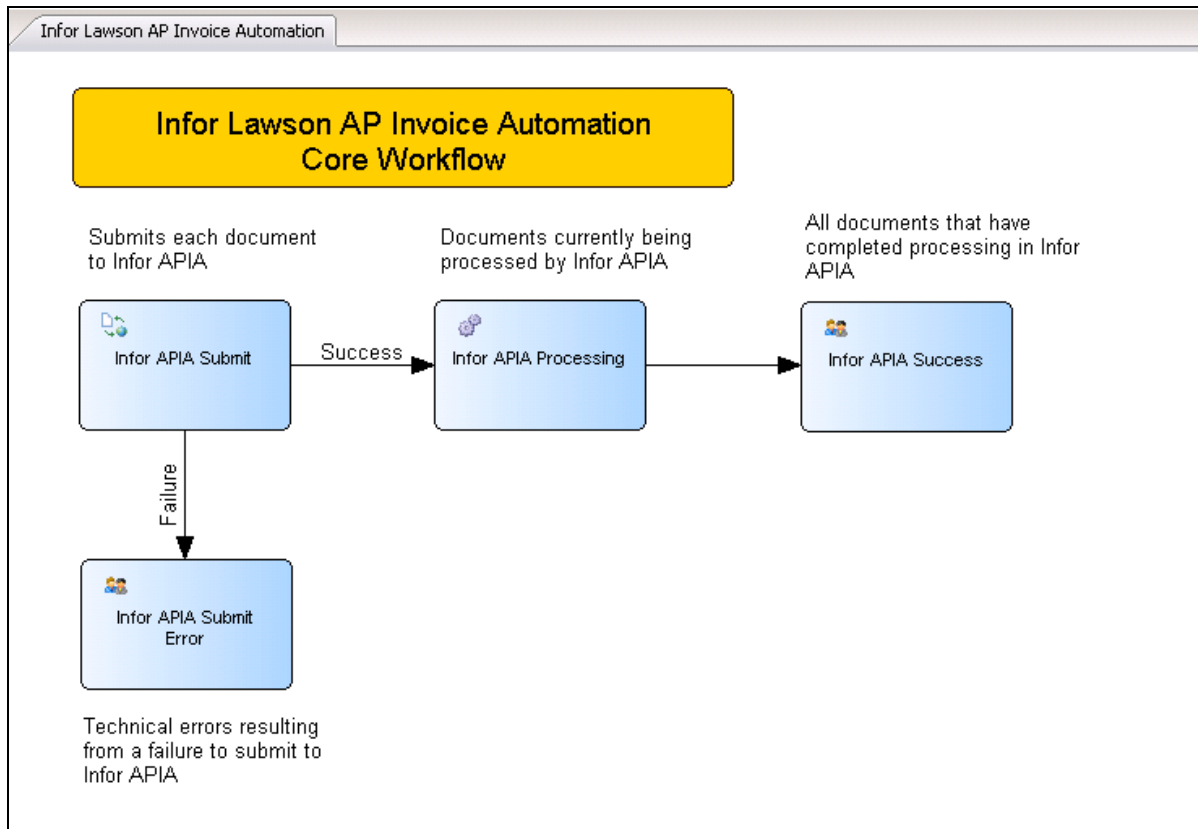 Infor Lawson AP Invoice Automation
Infor Lawson AP Invoice Automation
Core Workflow
Submits each document
to Infor APIA
Documents currently being
processed by Infor APIA
All documents that have
completed processing in Infor
APIA
Infor APIA Submit
Success
Infor APIA Processing
Infor APIA Success
Failure
Infor APIA Submit
Error
Technical errors resulting
from a failure to submit to
Infor APIA